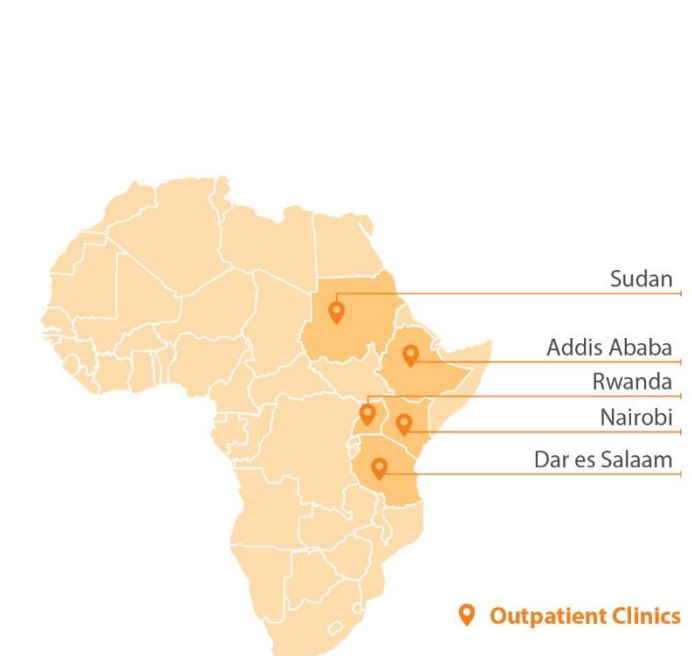 Sudan
Addis Ababa
Rwanda
Nairobi
Dar es Salaam
Outpatient Clinics